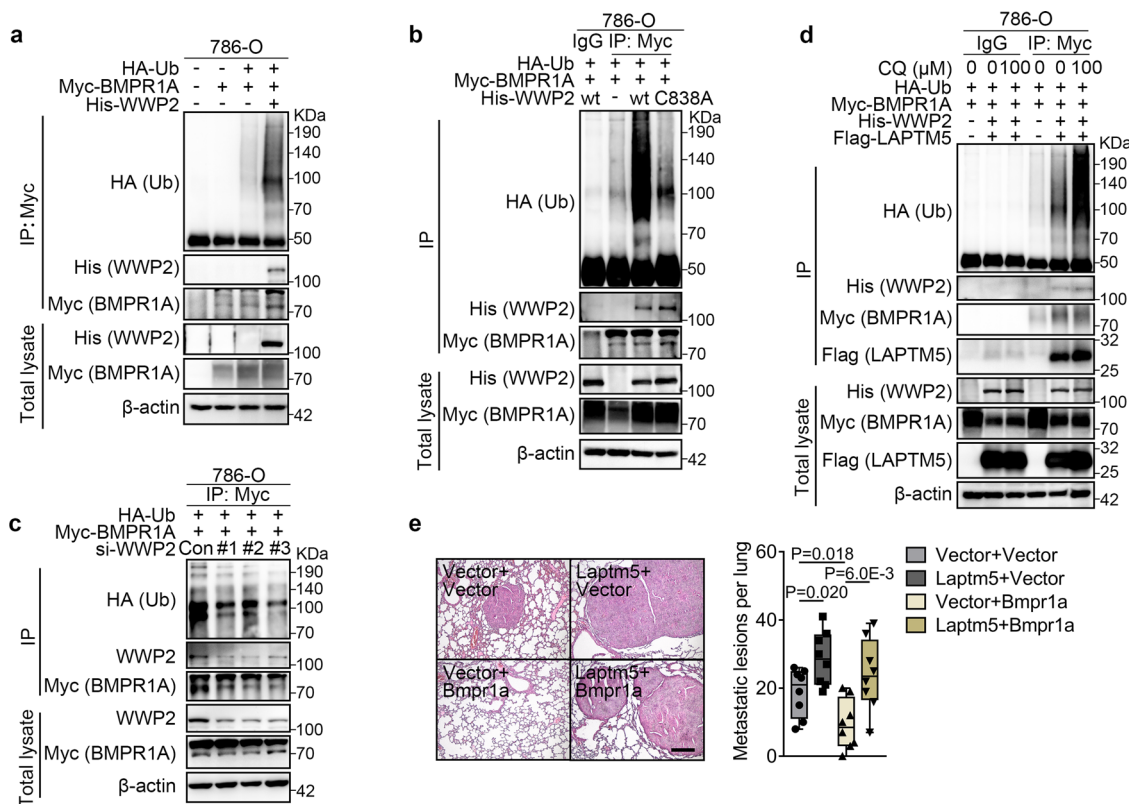 a
786-O
HA-Ub - - + +
Myc-BMPR1A - + + +
His-WWP2 - - - +
KDa
IP: Myc
HA (Ub)
190
140
100
70
50
His (WWP2)
100
Myc (BMPR1A)
70
Total lysate
His (WWP2)
100
Myc (BMPR1A)
70
β-actin
42
b
786-O
IgG IP: Myc
HA-Ub + + + +
Myc-BMPR1A + + + +
His-WWP2 wt - wt C838A
KDa
IP
HA (Ub)
190
140
100
70
50
His (WWP2)
100
Myc (BMPR1A)
70
Total lysate
His (WWP2)
100
Myc (BMPR1A)
70
β-actin
42
c
786-O
IP: Myc
HA-Ub + + + +
Myc-BMPR1A + + + +
si-WWP2 Con #1 #2 #3
KDa
IP
HA (Ub)
190
140
100
70
WWP2
100
Myc (BMPR1A)
70
Total lysate
WWP2
100
Myc (BMPR1A)
70
β-actin
42
d
786-O
IgG IP: Myc
CQ (μM) 0 0 100 0 0 100
HA-Ub + + + + + +
Myc-BMPR1A + + + + + +
His-WWP2 - + + - + +
Flag-LAPTM5 - + + - + +
KDa
IP
HA (Ub)
190
140
100
70
50
His (WWP2)
100
Myc (BMPR1A)
70
Flag (LAPTM5)
32
25
Total lysate
His (WWP2)
100
Myc (BMPR1A)
70
Flag (LAPTM5)
32
25
β-actin
42
e
Vector+
Vector
Laptm5+
Vector
Vector+
Bmpr1a
Laptm5+
Bmpr1a
Metastatic lesions per lung
60
40
20
0
P=0.018
P=6.0E-3
P=0.020
Vector+Vector
Laptm5+Vector
Vector+Bmpr1a
Laptm5+Bmpr1a